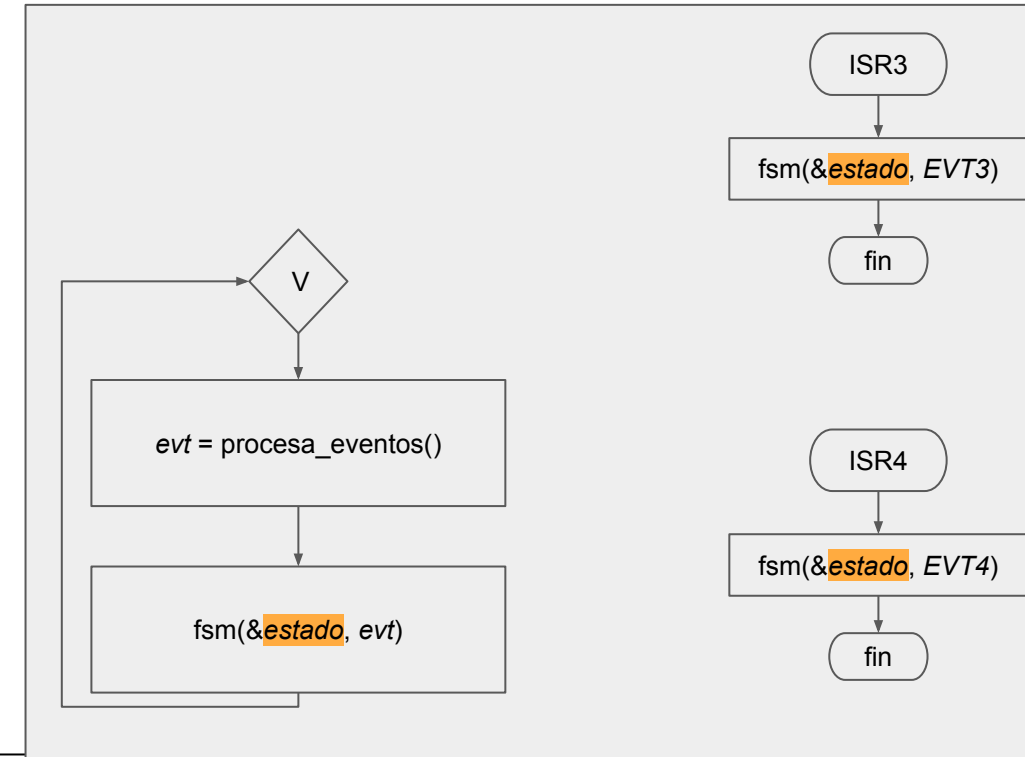 ISR3
fsm(&estado, EVT3)
fin
V
evt = procesa_eventos()
fsm(&estado, evt)
ISR4
fsm(&estado, EVT4)
fin